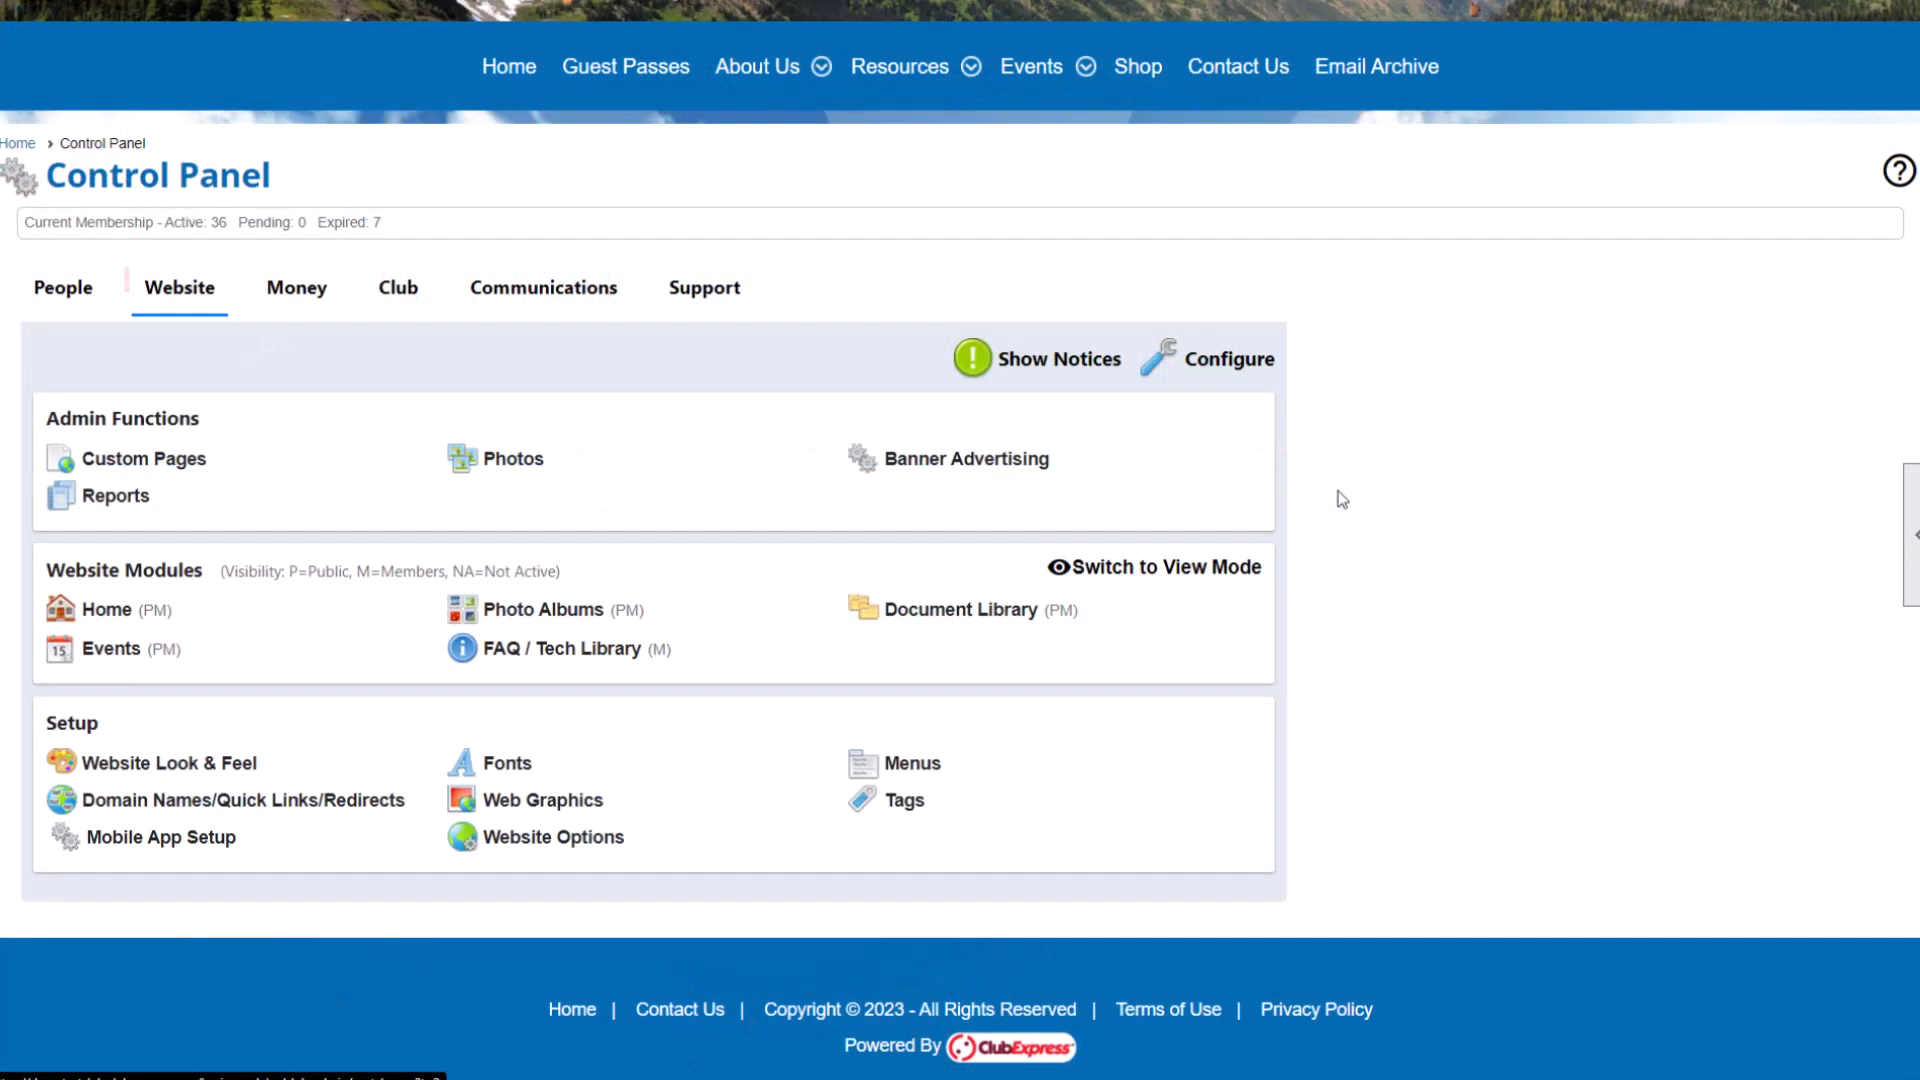 Home Guest Passes About Us Resources Events Shop Contact Us Email Archive
Home › Control Panel
Control Panel
Current Membership - Active: 36 Pending: 0 Expired: 7
People Website Money Club Communications Support
Show Notices Configure
Admin Functions
Custom Pages Photos Banner Advertising
Reports
Website Modules (Visibility: P=Public, M=Members, NA=Not Active) Switch to View Mode
Home (PM) Photo Albums (PM) Document Library (PM)
15 Events (PM) FAQ / Tech Library (M)
Setup
Website Look & Feel Fonts Menus
Domain Names/Quick Links/Redirects Web Graphics Tags
Mobile App Setup Website Options
Home | Contact Us | Copyright © 2023 - All Rights Reserved | Terms of Use | Privacy Policy
Powered By ClubExpress